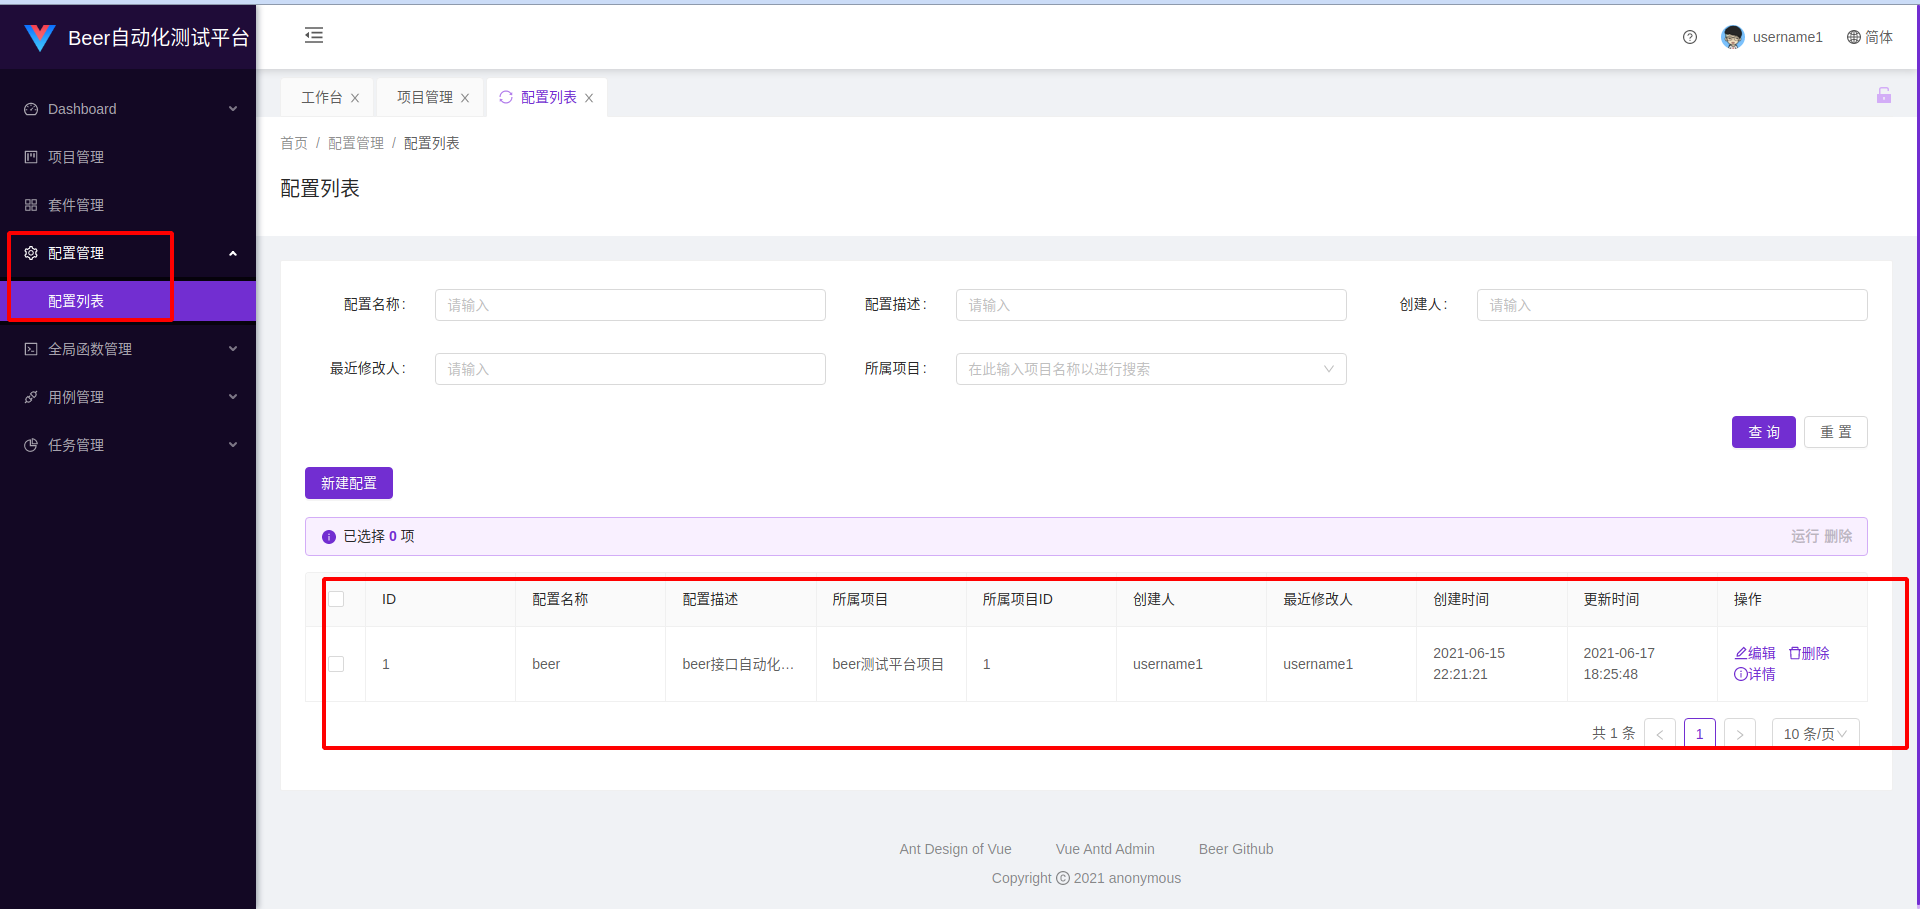 Beer自动化测试平台
username1
简体
Dashboard
项目管理
套件管理
配置管理
配置列表
全局函数管理
用例管理
任务管理
工作台
项目管理
配置列表
首页 / 配置管理 / 配置列表
配置列表
配置名称: 请输入
配置描述: 请输入
创建人: 请输入
最近修改人: 请输入
所属项目: 在此输入项目名称以进行搜索
查 询
重 置
新建配置
已选择 0 项
运行 删除
ID 配置名称 配置描述 所属项目 所属项目ID 创建人 最近修改人 创建时间 更新时间 操作
1 beer beer接口自动化... beer测试平台项目 1 username1 username1 2021-06-15 22:21:21 2021-06-17 18:25:48 编辑 删除 详情
共 1 条 < 1 > 10 条/页
Ant Design of Vue Vue Antd Admin Beer Github
Copyright © 2021 anonymous